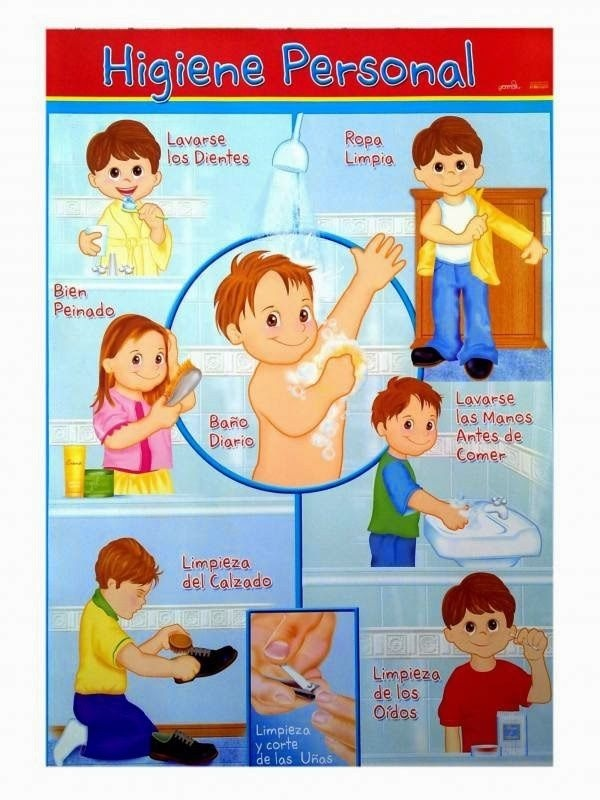 Higiene Personal
Lavarse
los Dientes
Ropa
Limpia
Bien
Peinado
Baño
Diario
Lavarse
las Manos
Antes de
Comer
Limpieza
del Calzado
Limpieza
y corte
de las Uñas
Limpieza
de los
Oídos